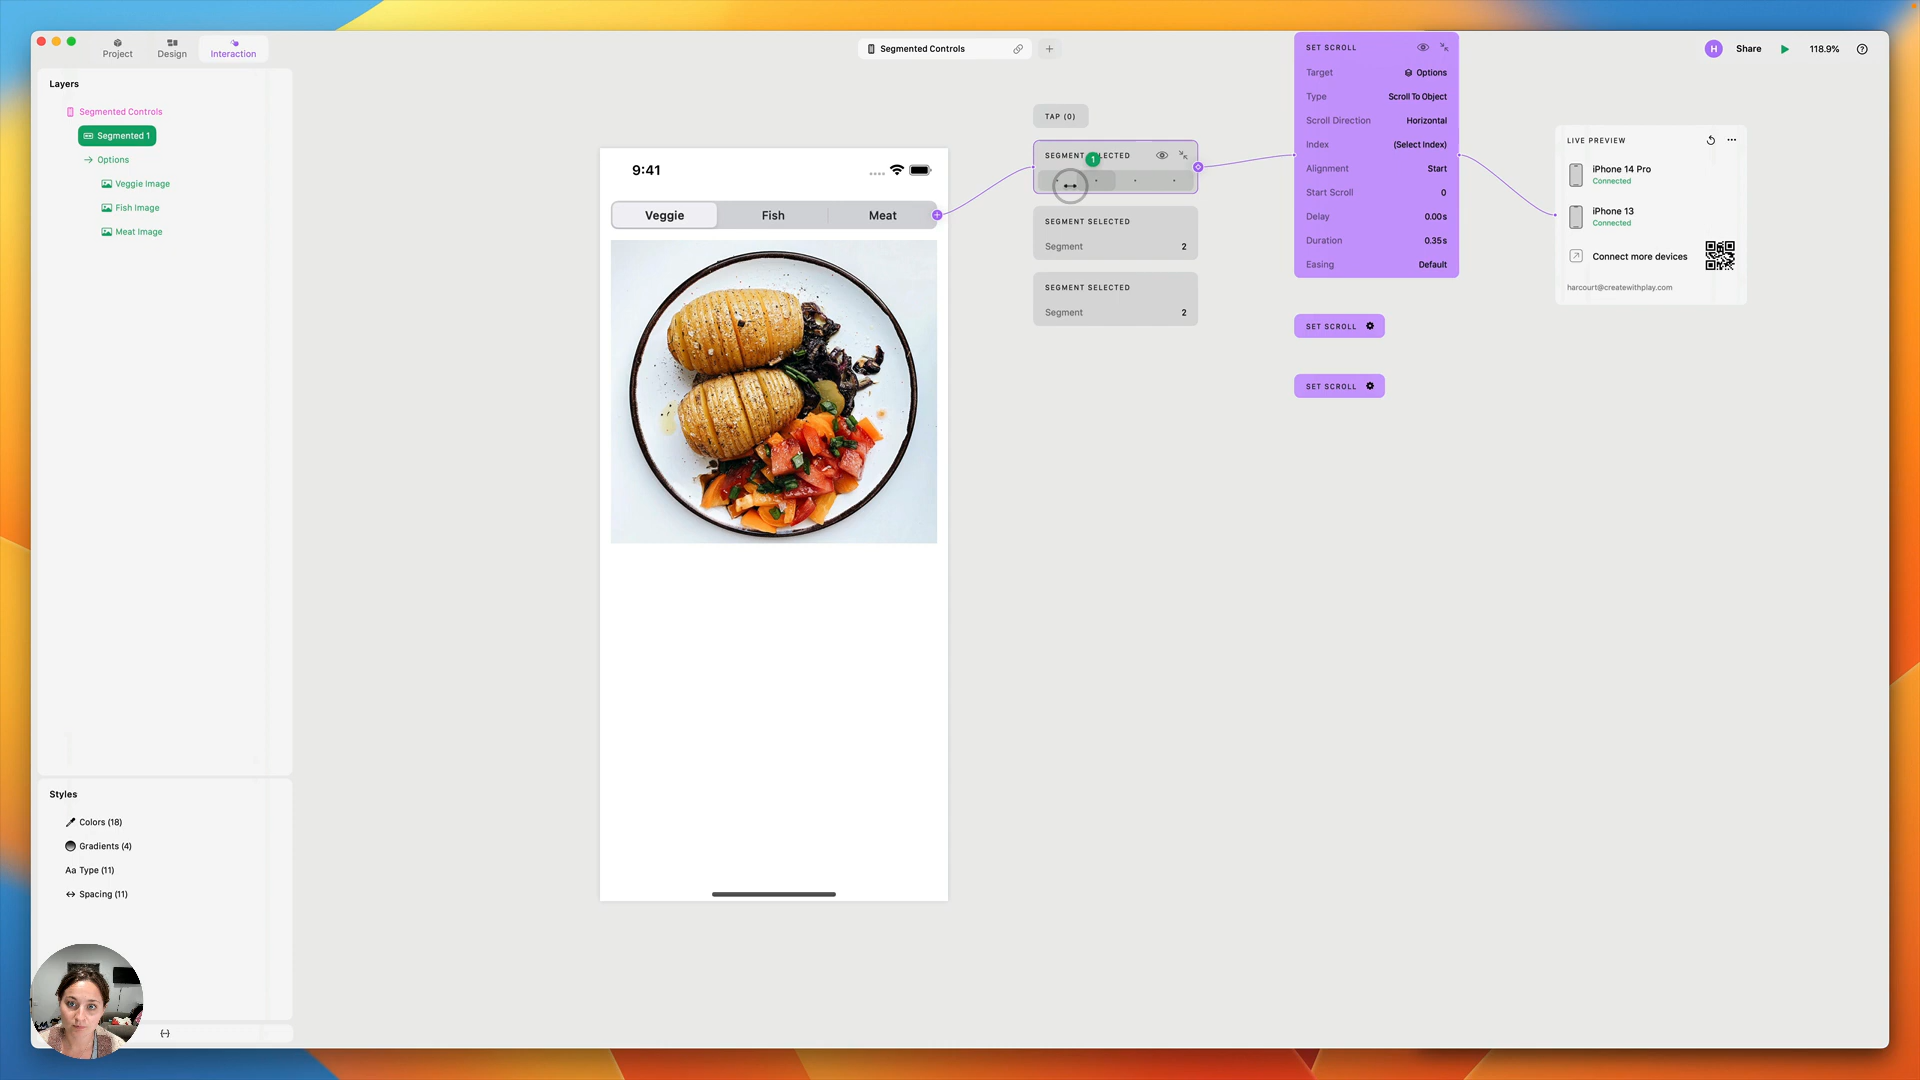 Project
Design
Interaction
Segmented Controls
H
Share
118.9%
Layers
Segmented Controls
Segmented 1
Options
Veggie Image
Fish Image
Meat Image
9:41
Veggie
Fish
Meat
TAP (0)
SEGMENT SELECTED
1
SEGMENT SELECTED
Segment 2
SEGMENT SELECTED
Segment 2
SET SCROLL
Target Options
Type Scroll To Object
Scroll Direction Horizontal
Index (Select Index)
Alignment Start
Start Scroll 0
Delay 0.00s
Duration 0.35s
Easing Default
SET SCROLL
SET SCROLL
LIVE PREVIEW
iPhone 14 Pro
Connected
iPhone 13
Connected
Connect more devices
harcourt@createwithplay.com
Styles
Colors (18)
Gradients (4)
Aa Type (11)
Spacing (11)